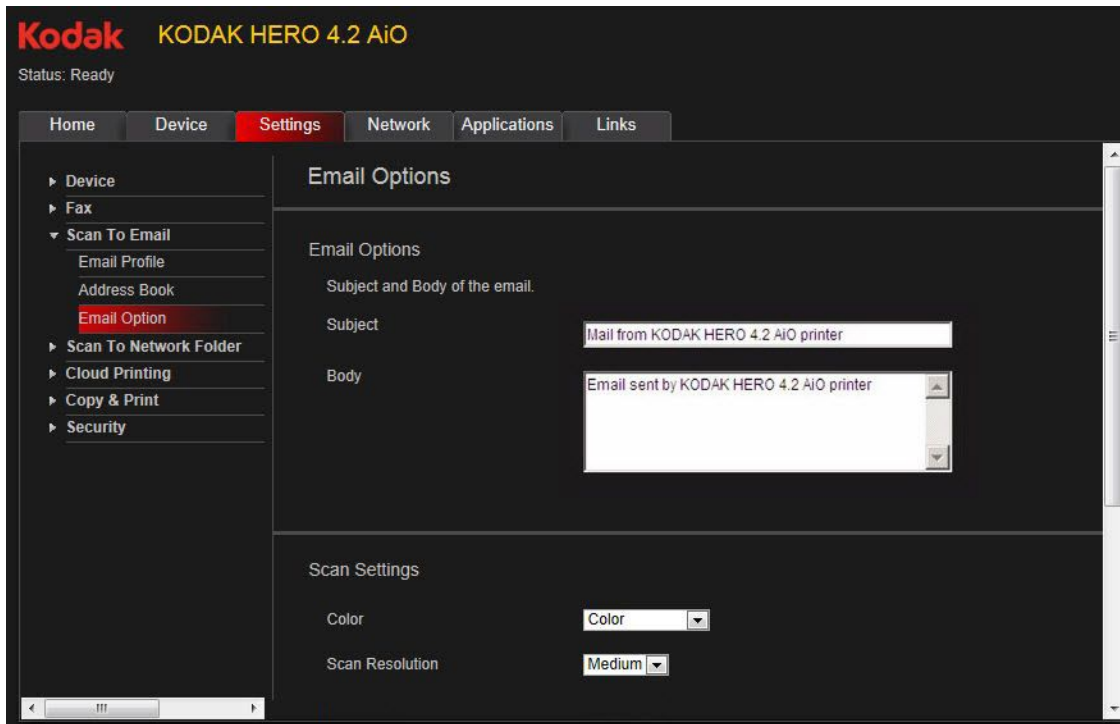 Kodak KODAK HERO 4.2 AiO
Status: Ready
Home Device Settings Network Applications Links
Device
Fax
Scan To Email
Email Profile
Address Book
Email Option
Scan To Network Folder
Cloud Printing
Copy & Print
Security
Email Options
Email Options
Subject and Body of the email.
Subject Mail from KODAK HERO 4.2 AiO printer
Body Email sent by KODAK HERO 4.2 AiO printer
Scan Settings
Color Color
Scan Resolution Medium